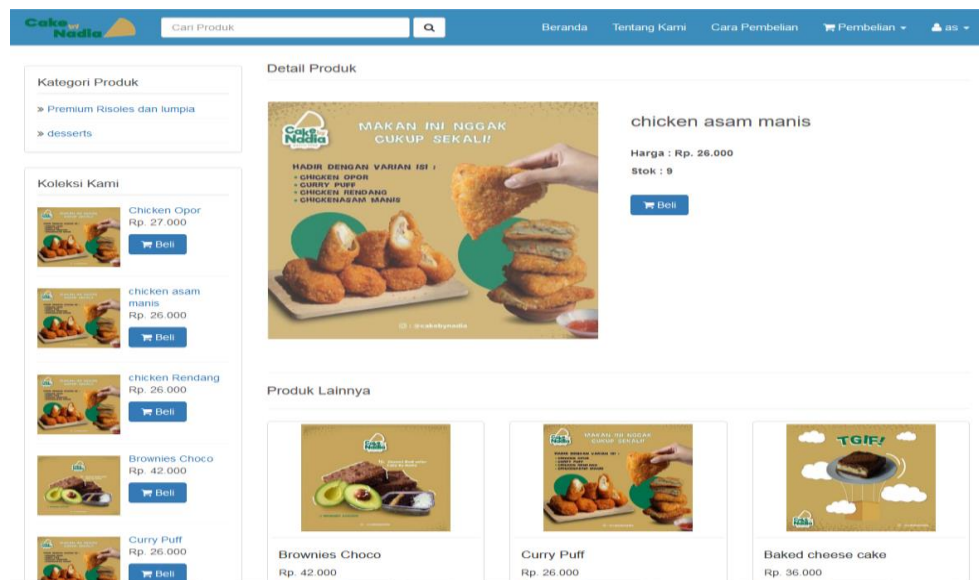 Cake by Nadia
Cari Produk
Beranda
Tentang Kami
Cara Pembelian
Pembelian
as
Kategori Produk
» Premium Risoles dan lumpia
» desserts
Koleksi Kami
Chicken Opor
Rp. 27.000
Beli
chicken asam
manis
Rp. 26.000
Beli
chicken Rendang
Rp. 26.000
Beli
Brownies Choco
Rp. 42.000
Beli
Curry Puff
Rp. 26.000
Beli
Detail Produk
Cake by
Nadia
MAKAN INI NGGAK
CUKUP SEKALI!
HADIR DENGAN VARIAN ISI :
• CHICKEN OPOR
• CURRY PUFF
• CHICKEN RENDANG
• CHICKENASAM MANIS
: @cakebynadia
chicken asam manis
Harga : Rp. 26.000
Stok : 9
Beli
Produk Lainnya
Brownies Choco
Rp. 42.000
MAKAN INI NGGAK
CUKUP SEKALI!
Curry Puff
Rp. 26.000
TGIF!
Baked cheese cake
Rp. 36.000